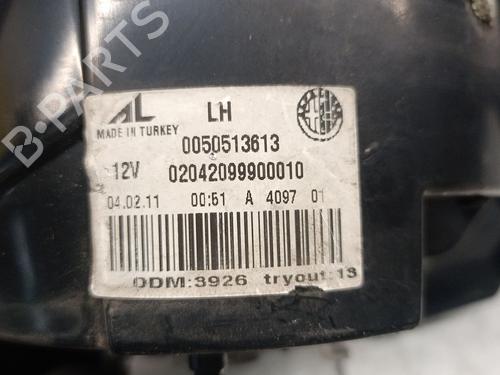 B-PARTS
AL LH
MADE IN TURKEY
0050513613
12V 02042099900010
04.02.11 00:51 A 4097 01
DDM:3926 tryout:13